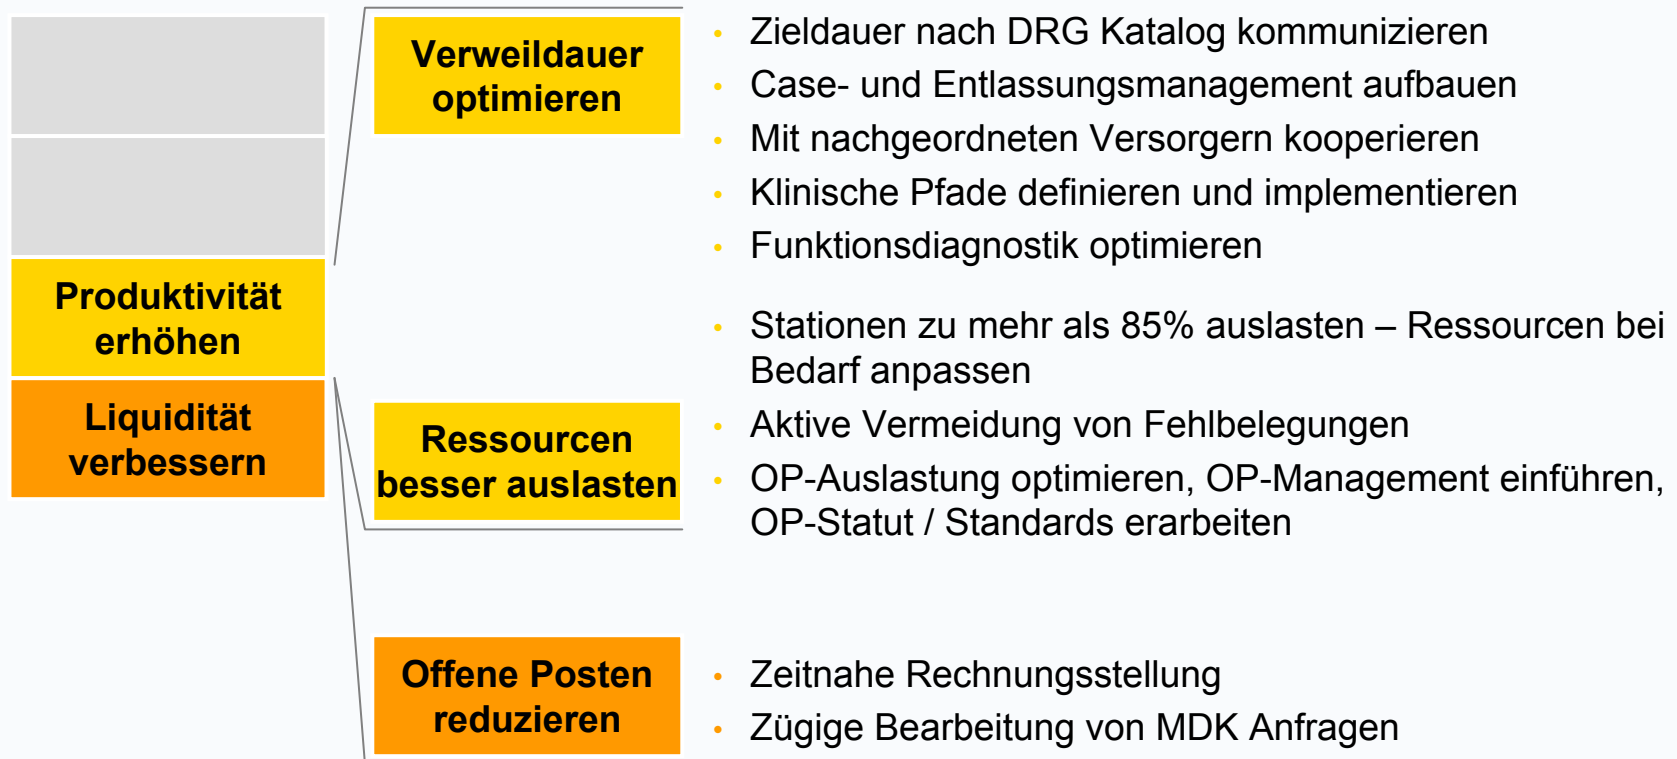 Produktivität
erhöhen
Liquidität
verbessern
Verweildauer
optimieren
• Zieldauer nach DRG Katalog kommunizieren
• Case- und Entlassungsmanagement aufbauen
• Mit nachgeordneten Versorgern kooperieren
• Klinische Pfade definieren und implementieren
• Funktionsdiagnostik optimieren
Ressourcen
besser auslasten
• Stationen zu mehr als 85% auslasten – Ressourcen bei
Bedarf anpassen
• Aktive Vermeidung von Fehlbelegungen
• OP-Auslastung optimieren, OP-Management einführen,
OP-Statut / Standards erarbeiten
Offene Posten
reduzieren
• Zeitnahe Rechnungsstellung
• Zügige Bearbeitung von MDK Anfragen